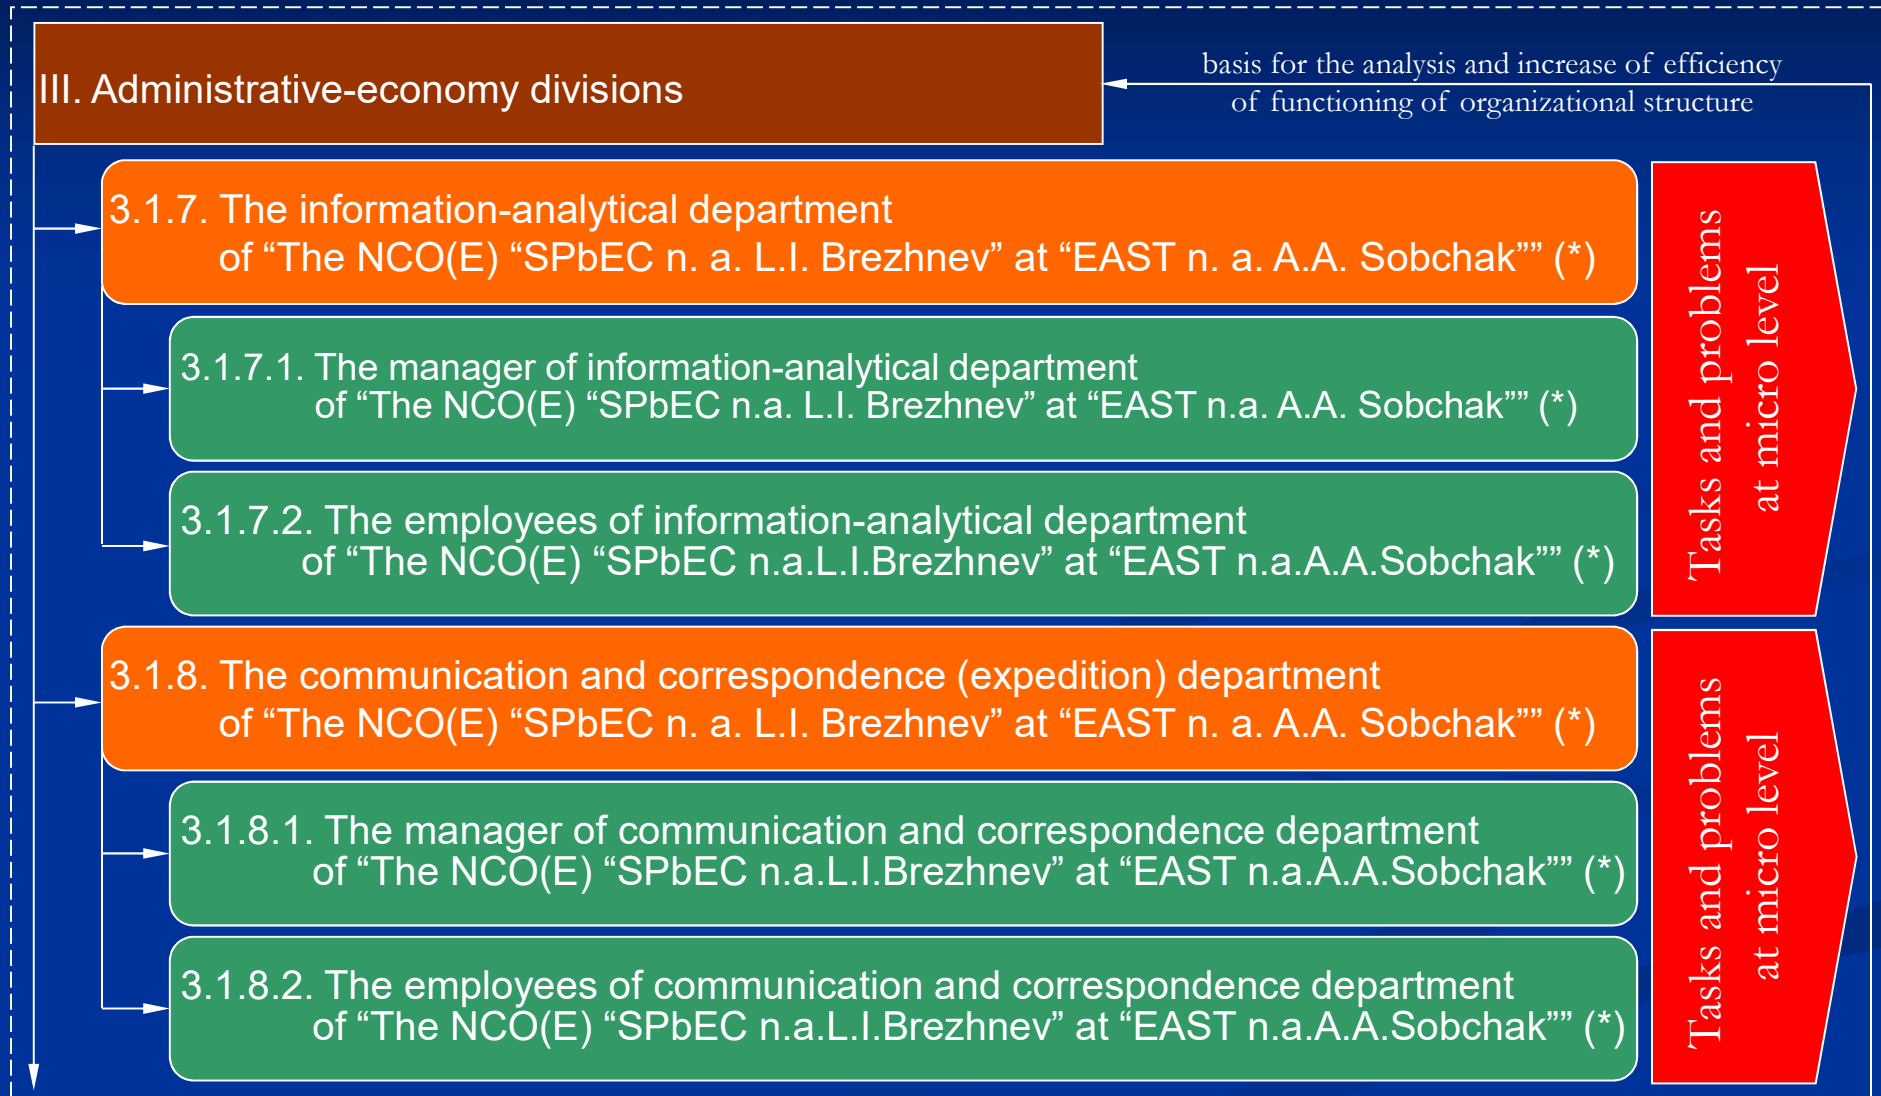 III. Administrative-economy divisions
basis for the analysis and increase of efficiency
of functioning of organizational structure
3.1.7. The information-analytical department
of “The NCO(E) “SPbEC n. a. L.I. Brezhnev” at “EAST n. a. A.A. Sobchak”” (*)
3.1.7.1. The manager of information-analytical department
of “The NCO(E) “SPbEC n.a. L.I. Brezhnev” at “EAST n.a. A.A. Sobchak”” (*)
3.1.7.2. The employees of information-analytical department
of “The NCO(E) “SPbEC n.a.L.I.Brezhnev” at “EAST n.a.A.A.Sobchak”” (*)
Tasks and problems
at micro level
3.1.8. The communication and correspondence (expedition) department
of “The NCO(E) “SPbEC n. a. L.I. Brezhnev” at “EAST n. a. A.A. Sobchak”” (*)
3.1.8.1. The manager of communication and correspondence department
of “The NCO(E) “SPbEC n.a.L.I.Brezhnev” at “EAST n.a.A.A.Sobchak”” (*)
3.1.8.2. The employees of communication and correspondence department
of “The NCO(E) “SPbEC n.a.L.I.Brezhnev” at “EAST n.a.A.A.Sobchak”” (*)
Tasks and problems
at micro level